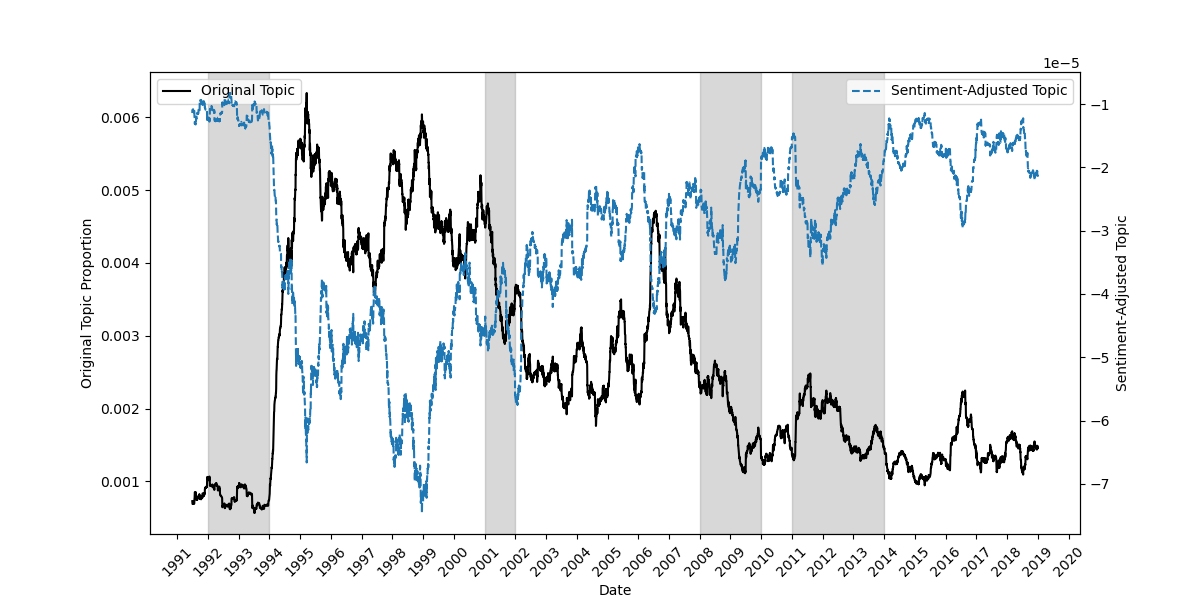 1e−5
Original Topic
Sentiment-Adjusted Topic
0.006
0.005
0.004
0.003
0.002
0.001
Original Topic Proportion
−1
−2
−3
−4
−5
−6
−7
Sentiment-Adjusted Topic
1991 1992 1993 1994 1995 1996 1997 1998 1999 2000 2001 2002 2003 2004 2005 2006 2007 2008 2009 2010 2011 2012 2013 2014 2015 2016 2017 2018 2019 2020
Date